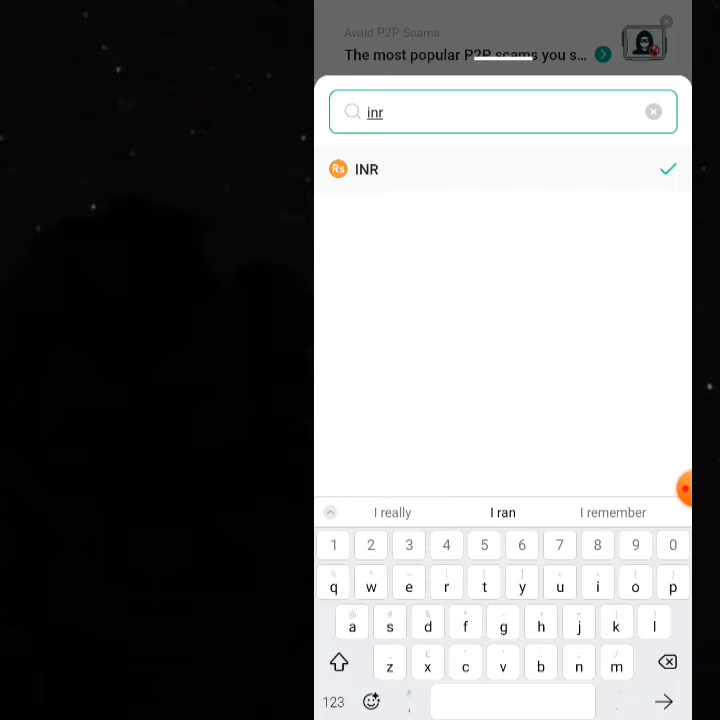 Avoid P2P Scams
The most popular P2P scams you s...
inr
Rs INR
I really I ran I remember
1 2 3 4 5 6 7 8 9 0
q w e r t y u i o p
a s d f g h j k l
z x c v b n m
123 ,